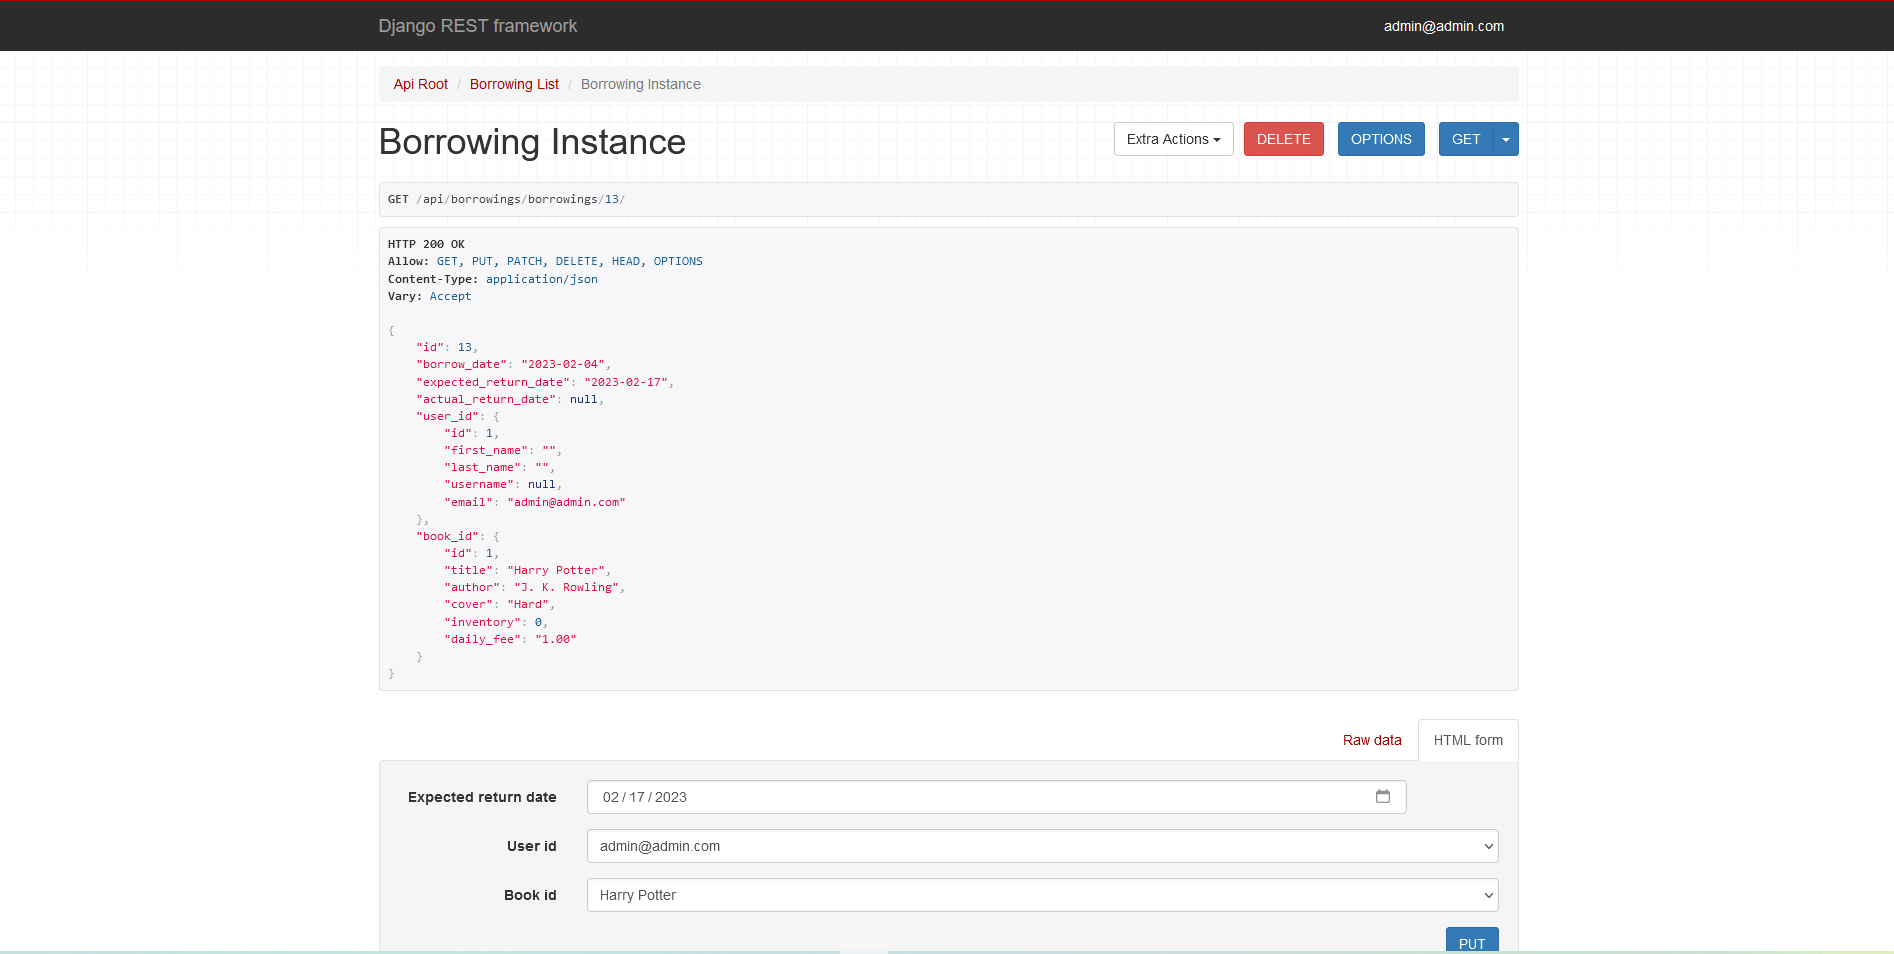 Django REST framework
admin@admin.com
Api Root / Borrowing List / Borrowing Instance
Borrowing Instance
Extra Actions
DELETE
OPTIONS
GET
GET /api/borrowings/borrowings/13/
HTTP 200 OK
Allow: GET, PUT, PATCH, DELETE, HEAD, OPTIONS
Content-Type: application/json
Vary: Accept
{
    "id": 13,
    "borrow_date": "2023-02-04",
    "expected_return_date": "2023-02-17",
    "actual_return_date": null,
    "user_id": {
        "id": 1,
        "first_name": "",
        "last_name": "",
        "username": null,
        "email": "admin@admin.com"
    },
    "book_id": {
        "id": 1,
        "title": "Harry Potter",
        "author": "J. K. Rowling",
        "cover": "Hard",
        "inventory": 0,
        "daily_fee": "1.00"
    }
}
Raw data
HTML form
Expected return date
02 / 17 / 2023
User id
admin@admin.com
Book id
Harry Potter
PUT